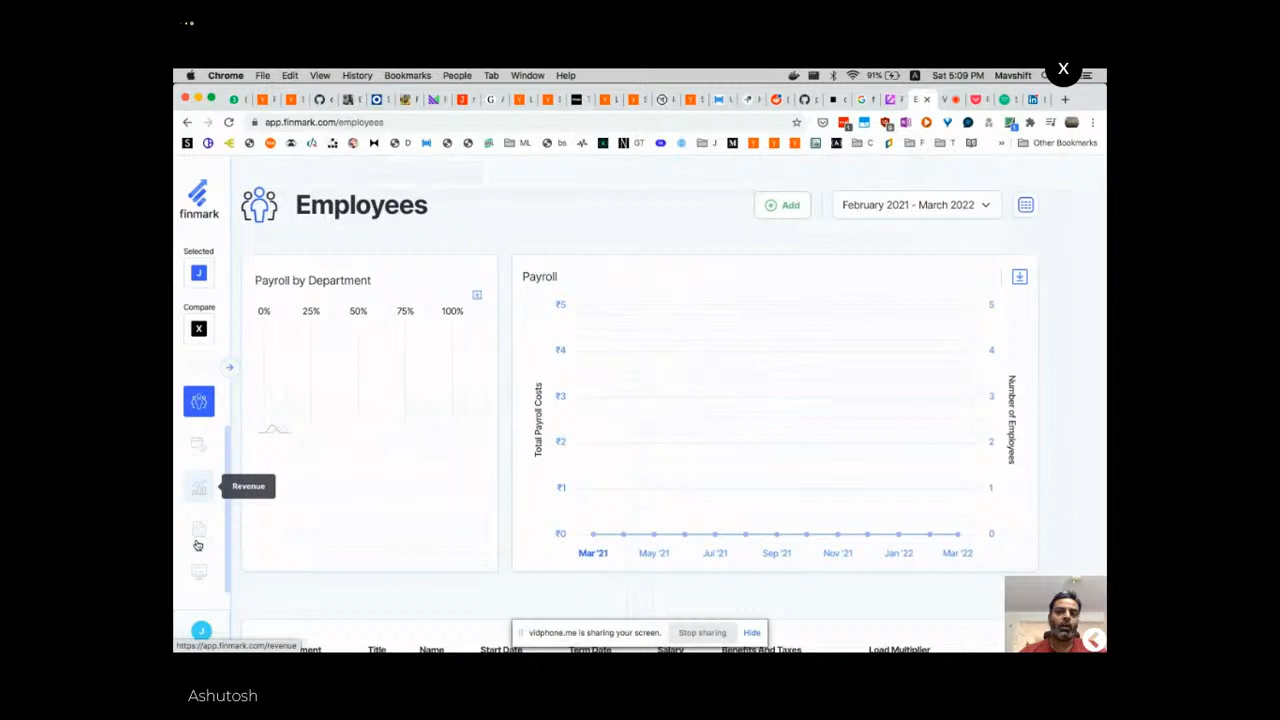 X
Chrome File Edit View History Bookmarks People Tab Window Help
91% Sat 5:09 PM Mavshift
app.finmark.com/employees
ML
bs
GT
Other Bookmarks
finmark
Employees
Add
February 2021 - March 2022
Selected
J
Compare
X
Payroll by Department
0% 25% 50% 75% 100%
Payroll
₹5 5
₹4 4
₹3 3
₹2 2
₹1 1
₹0 0
Total Payroll Costs
Number of Employees
Mar '21 May '21 Jul '21 Sep '21 Nov '21 Jan '22 Mar '22
Revenue
J
vidphone.me is sharing your screen. Stop sharing Hide
https://app.finmark.com/revenue
Title Name Start Date Term Date Salary Benefits And Taxes Load Multiplier
Ashutosh